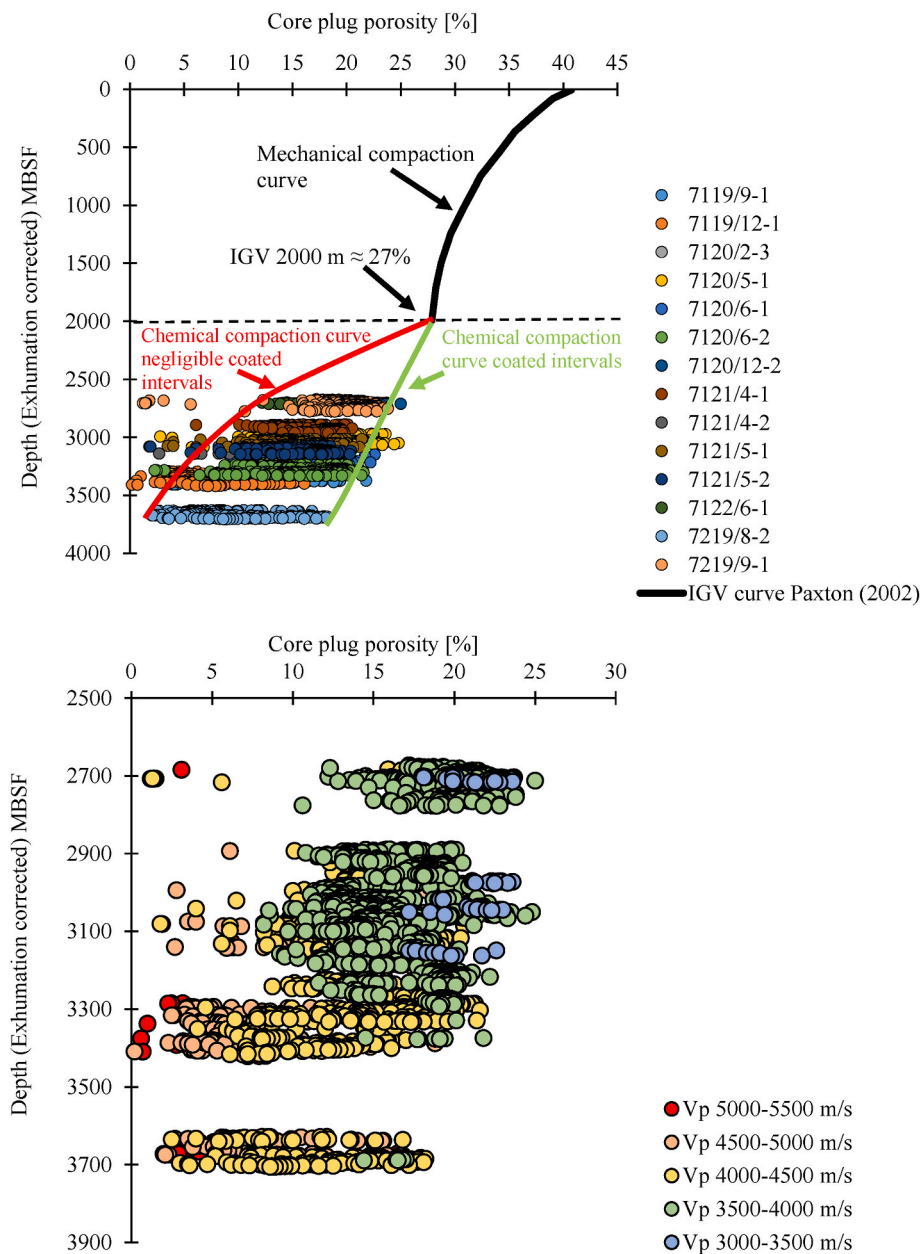 Core plug porosity [%]
0 5 10 15 20 25 30 35 40 45
Depth (Exhumation corrected) MBSF
0
500
1000
1500
2000
2500
3000
3500
4000
Mechanical compaction
curve
IGV 2000 m ≈ 27%
Chemical compaction curve
negligible coated
intervals
Chemical compaction
curve coated intervals
7119/9-1
7119/12-1
7120/2-3
7120/5-1
7120/6-1
7120/6-2
7120/12-2
7121/4-1
7121/4-2
7121/5-1
7121/5-2
7122/6-1
7219/8-2
7219/9-1
IGV curve Paxton (2002)
Core plug porosity [%]
0 5 10 15 20 25 30
Depth (Exhumation corrected) MBSF
2500
2700
2900
3100
3300
3500
3700
3900
Vp 5000-5500 m/s
Vp 4500-5000 m/s
Vp 4000-4500 m/s
Vp 3500-4000 m/s
Vp 3000-3500 m/s